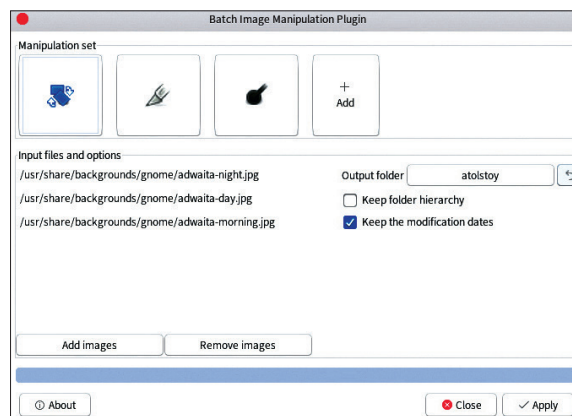 Batch Image Manipulation Plugin
Manipulation set
+
Add
Input files and options
/usr/share/backgrounds/gnome/adwaita-night.jpg
Output folder atolstoy
/usr/share/backgrounds/gnome/adwaita-day.jpg
Keep folder hierarchy
/usr/share/backgrounds/gnome/adwaita-morning.jpg
Keep the modification dates
Add images Remove images
About Close Apply